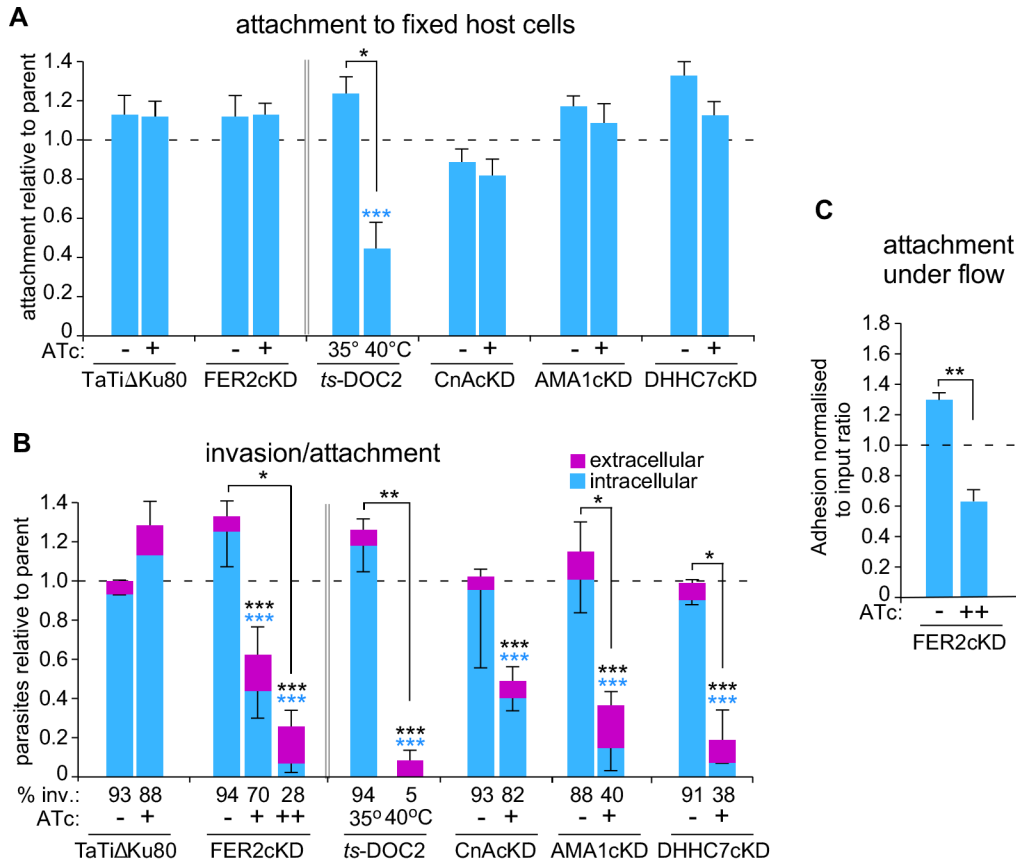 A
attachment to fixed host cells
attachment relative to parent
1.4
1.2
1.0
0.8
0.6
0.4
0.2
0
*
***
ATc: - + - + 35° 40°C - + - + - +
TaTiΔKu80 FER2cKD ts-DOC2 CnAcKD AMA1cKD DHHC7cKD
B
invasion/attachment
extracellular
intracellular
parasites relative to parent
1.4
1.2
1.0
0.8
0.6
0.4
0.2
0
* ** * *
*** *** *** *** *** ***
*** *** *** *** *** ***
% inv.: 93 88 94 70 28 94 5 93 82 88 40 91 38
ATc: - + - + ++ 35º 40ºC - + - + - +
TaTiΔKu80 FER2cKD ts-DOC2 CnAcKD AMA1cKD DHHC7cKD
C
attachment
under flow
Adhesion normalised
to input ratio
1.8
1.6
1.4
1.2
1.0
0.8
0.6
0.4
0.2
0
**
ATc: - ++
FER2cKD